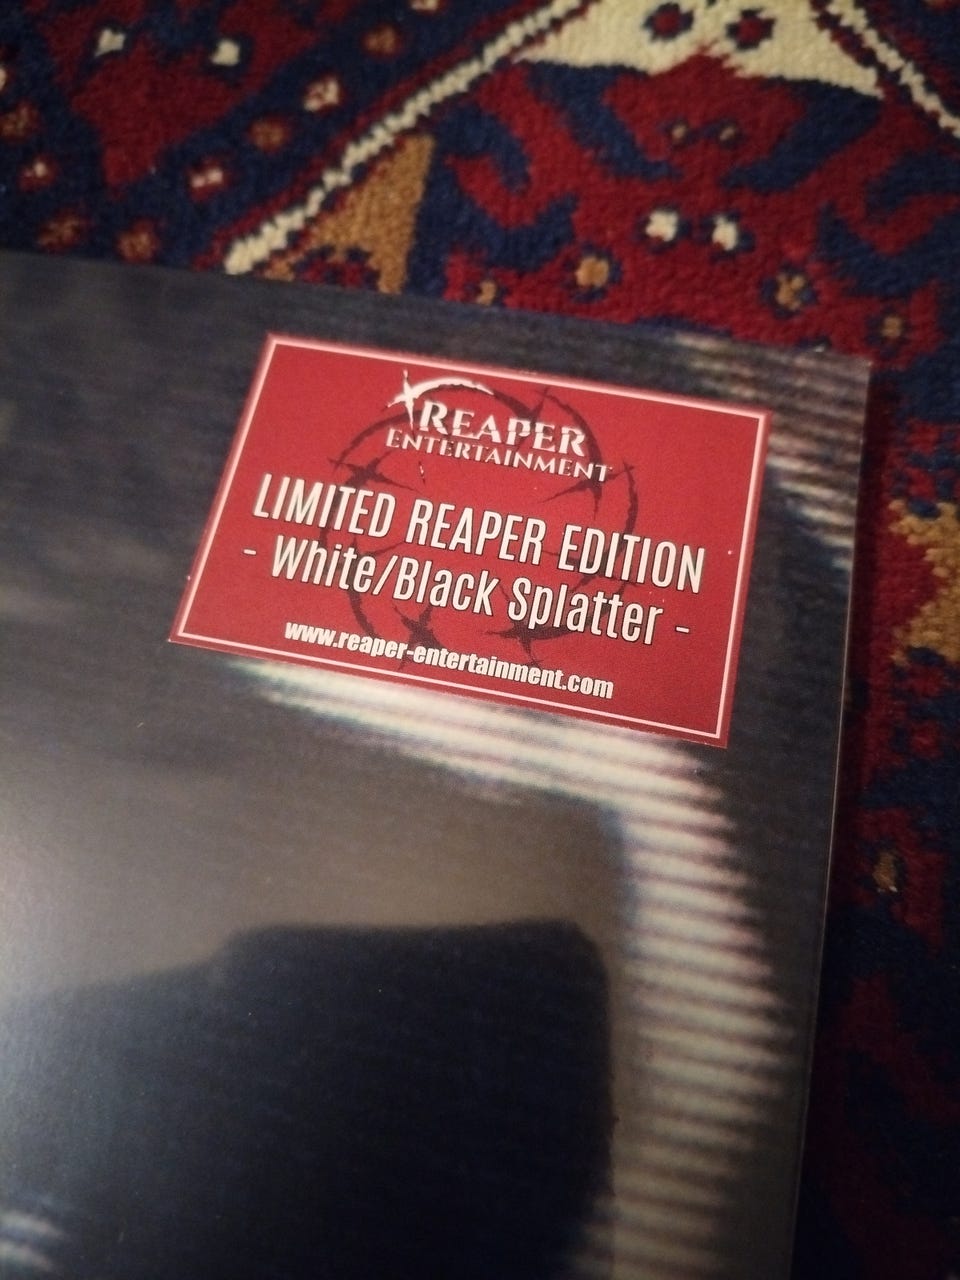 REAPER
ENTERTAINMENT
LIMITED REAPER EDITION
- White/Black Splatter -
www.reaper-entertainment.com